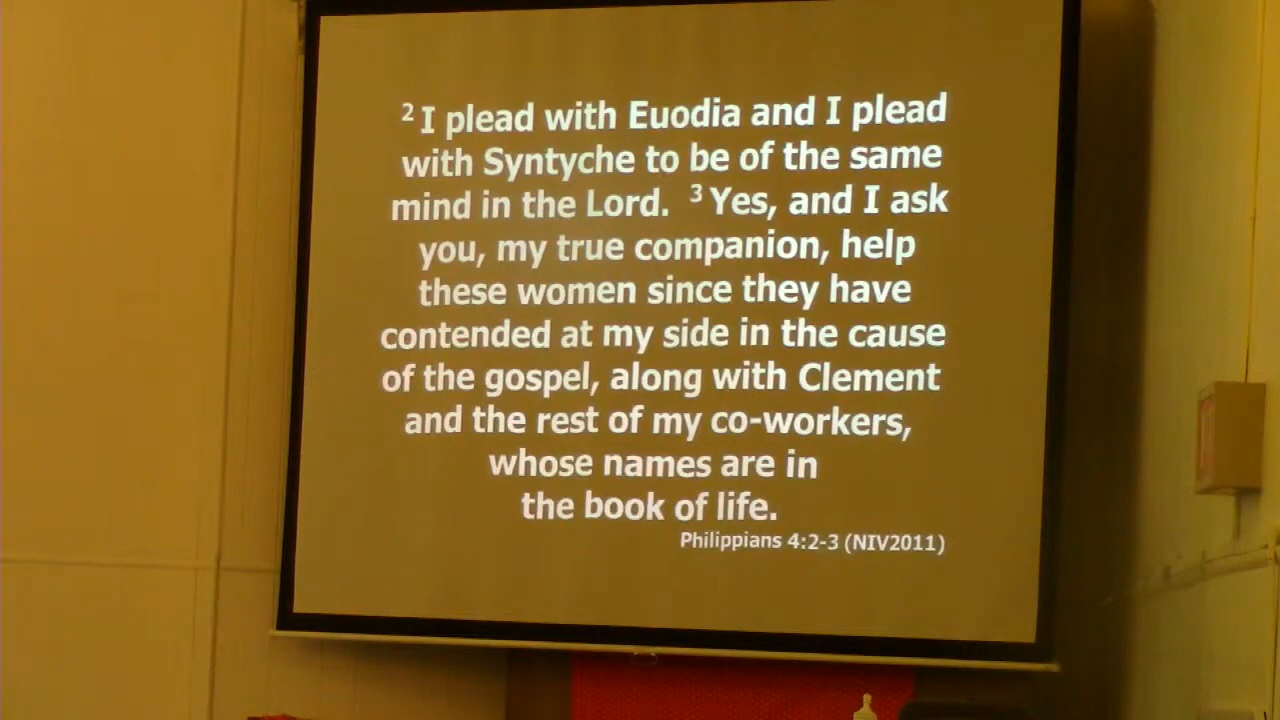 ² I plead with Euodia and I plead
with Syntyche to be of the same
mind in the Lord. ³ Yes, and I ask
you, my true companion, help
these women since they have
contended at my side in the cause
of the gospel, along with Clement
and the rest of my co-workers,
whose names are in
the book of life.
Philippians 4:2-3 (NIV2011)